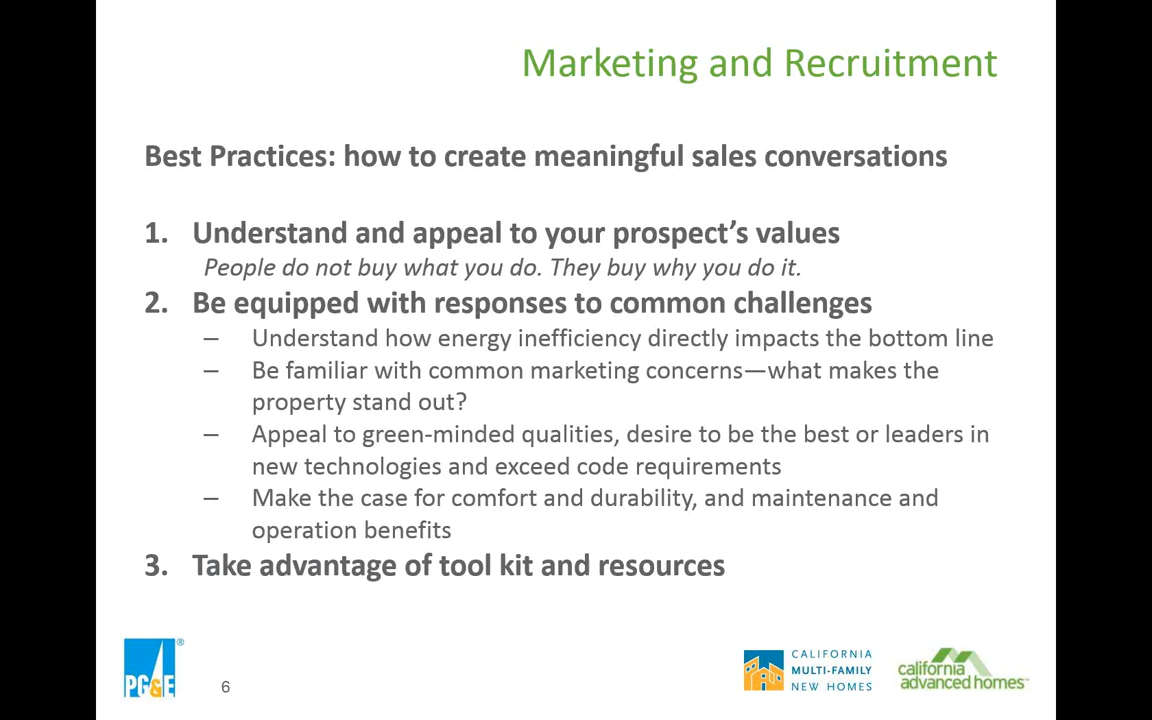 Marketing and Recruitment
Best Practices: how to create meaningful sales conversations
1. Understand and appeal to your prospect’s values
People do not buy what you do. They buy why you do it.
2. Be equipped with responses to common challenges
– Understand how energy inefficiency directly impacts the bottom line
– Be familiar with common marketing concerns—what makes the
property stand out?
– Appeal to green-minded qualities, desire to be the best or leaders in
new technologies and exceed code requirements
– Make the case for comfort and durability, and maintenance and
operation benefits
3. Take advantage of tool kit and resources
PG&E®
6
CALIFORNIA
MULTI-FAMILY
NEW HOMES
california
advanced homes™